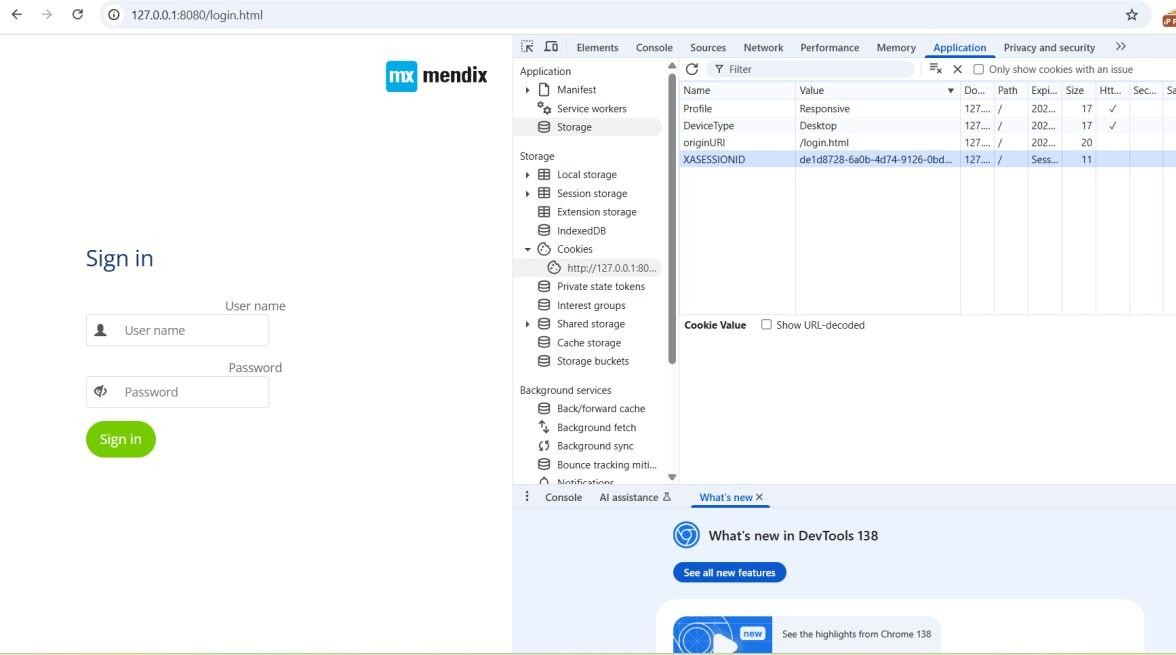 127.0.0.1:8080/login.html
mx mendix
Sign in
User name
User name
Password
Password
Sign in
Elements Console Sources Network Performance Memory Application Privacy and security
Application
Manifest
Service workers
Storage
Storage
Local storage
Session storage
Extension storage
IndexedDB
Cookies
http://127.0.0.1:80...
Private state tokens
Interest groups
Shared storage
Cache storage
Storage buckets
Background services
Back/forward cache
Background fetch
Background sync
Bounce tracking miti...
Notifications
Filter Only show cookies with an issue
Name Value Do... Path Expi... Size Htt... Sec... Sa
Profile Responsive 127.... / 202... 17 ✓
DeviceType Desktop 127.... / 202... 17 ✓
originURI /login.html 127.... / 202... 20
XASESSIONID de1d8728-6a0b-4d74-9126-0bd... 127.... / Sess... 11
Cookie Value Show URL-decoded
Console AI assistance What's new
What's new in DevTools 138
See all new features
new
See the highlights from Chrome 138